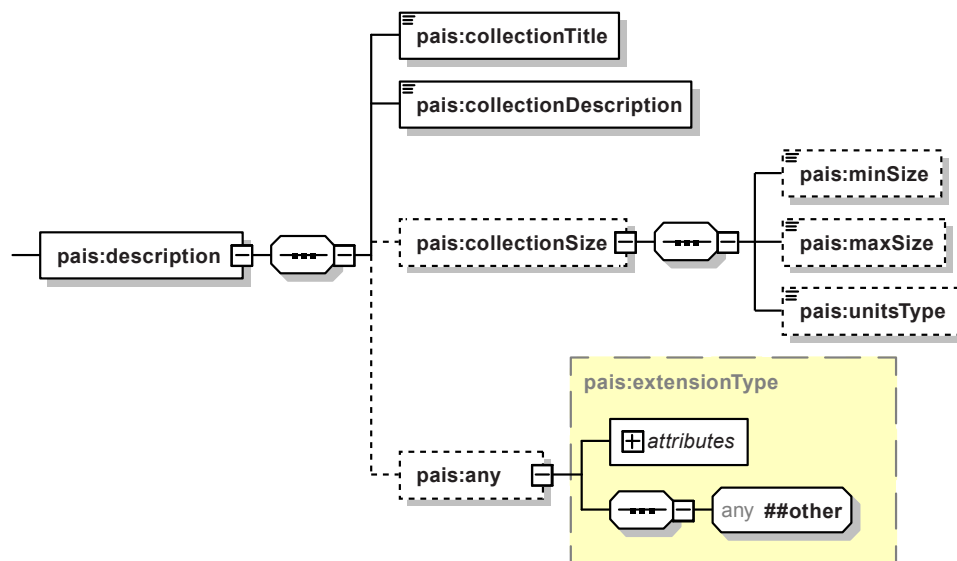 pais:collectionTitle
pais:collectionDescription
pais:minSize
pais:description
pais:collectionSize
pais:maxSize
pais:unitsType
pais:extensionType
attributes
pais:any
any ##other